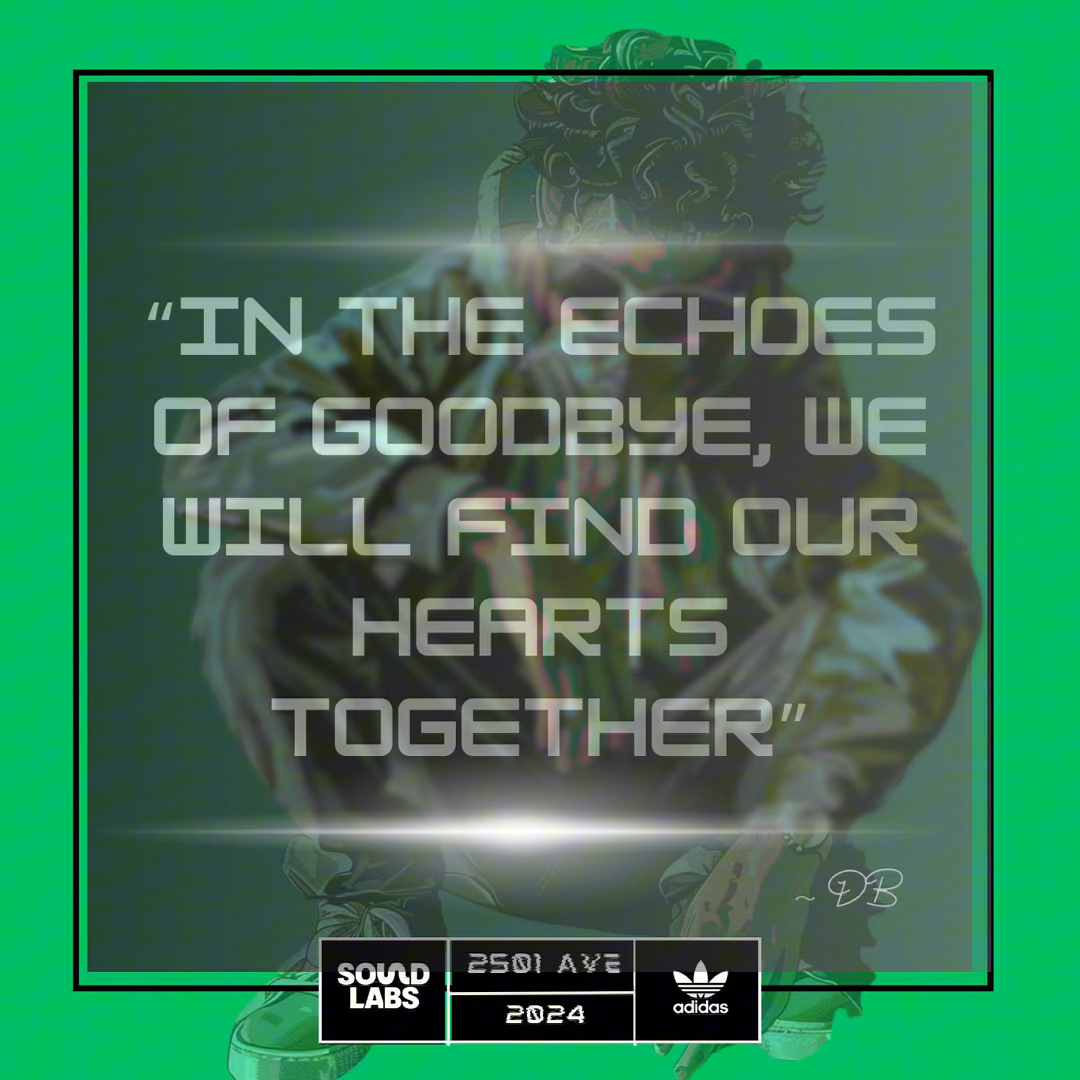 “IN THE ECHOES
OF GOODBYE, WE
WILL FIND OUR
HEARTS
TOGETHER”
~ DB
SOUND
LABS
2501 AVE
2024
adidas